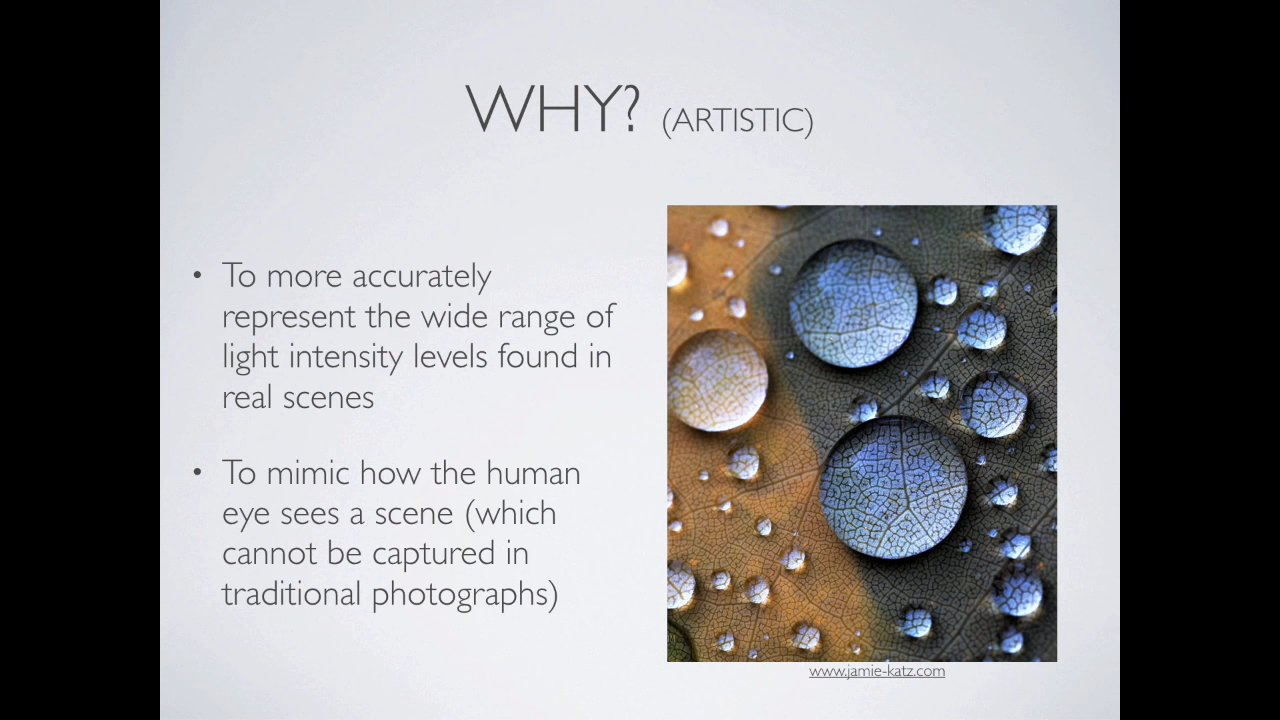 WHY? (ARTISTIC)
• To more accurately
represent the wide range of
light intensity levels found in
real scenes
• To mimic how the human
eye sees a scene (which
cannot be captured in
traditional photographs)
www.jamie-katz.com